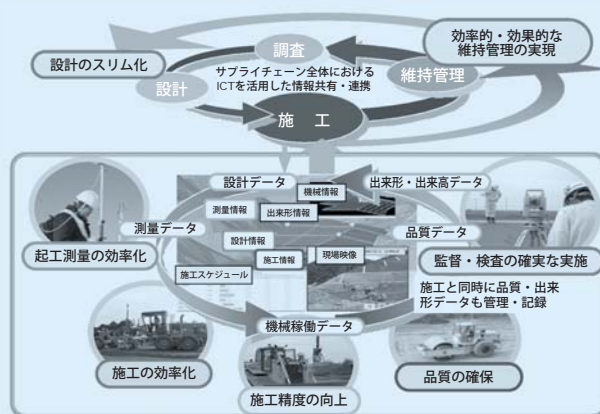 調査
効率的・効果的な
維持管理の実現
設計のスリム化
サプライチェーン全体における
ICTを活用した情報共有・連携
設計
維持管理
施 工
設計データ
機械情報
出来形・出来高データ
測量情報
出来形情報
測量データ
品質データ
起工測量の効率化
設計情報
施工情報
現場映像
監督・検査の確実な実施
施工スケジュール
施工と同時に品質・出来
形データも管理・記録
機械稼働データ
施工の効率化
品質の確保
施工精度の向上